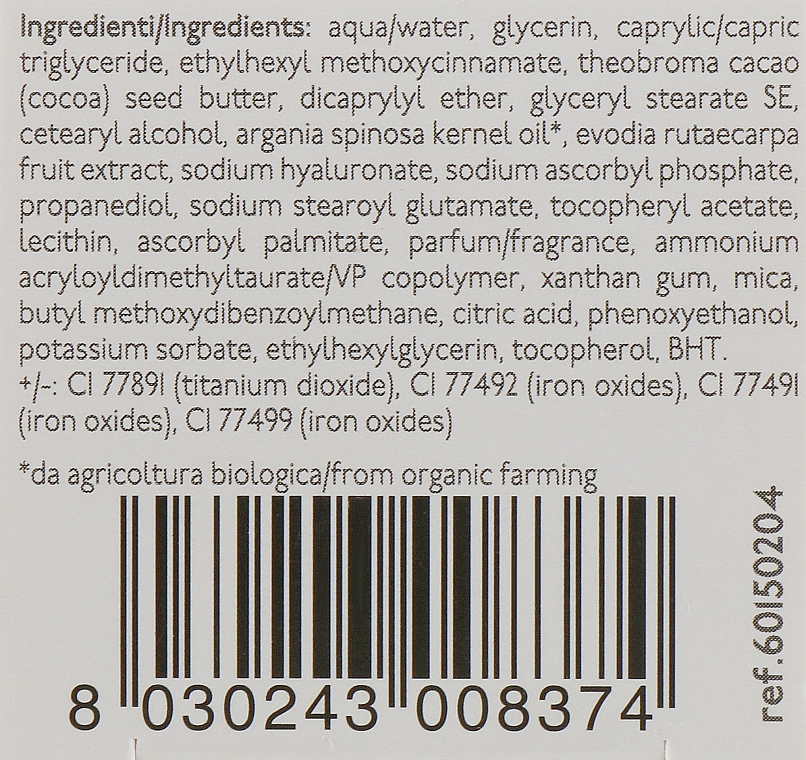 Ingredienti/Ingredients: aqua/water, glycerin, caprylic/capric
triglyceride, ethylhexyl methoxycinnamate, theobroma cacao
(cocoa) seed butter, dicaprylyl ether, glyceryl stearate SE,
cetearyl alcohol, argania spinosa kernel oil*, evodia rutaecarpa
fruit extract, sodium hyaluronate, sodium ascorbyl phosphate,
propanediol, sodium stearoyl glutamate, tocopheryl acetate,
lecithin, ascorbyl palmitate, parfum/fragrance, ammonium
acryloyldimethyltaurate/VP copolymer, xanthan gum, mica,
butyl methoxydibenzoylmethane, citric acid, phenoxyethanol,
potassium sorbate, ethylhexylglycerin, tocopherol, BHT.
+/-: CI 77891 (titanium dioxide), CI 77492 (iron oxides), CI 77491
(iron oxides), CI 77499 (iron oxides)
*da agricoltura biologica/from organic farming
8 030243 008374
ref.60150204